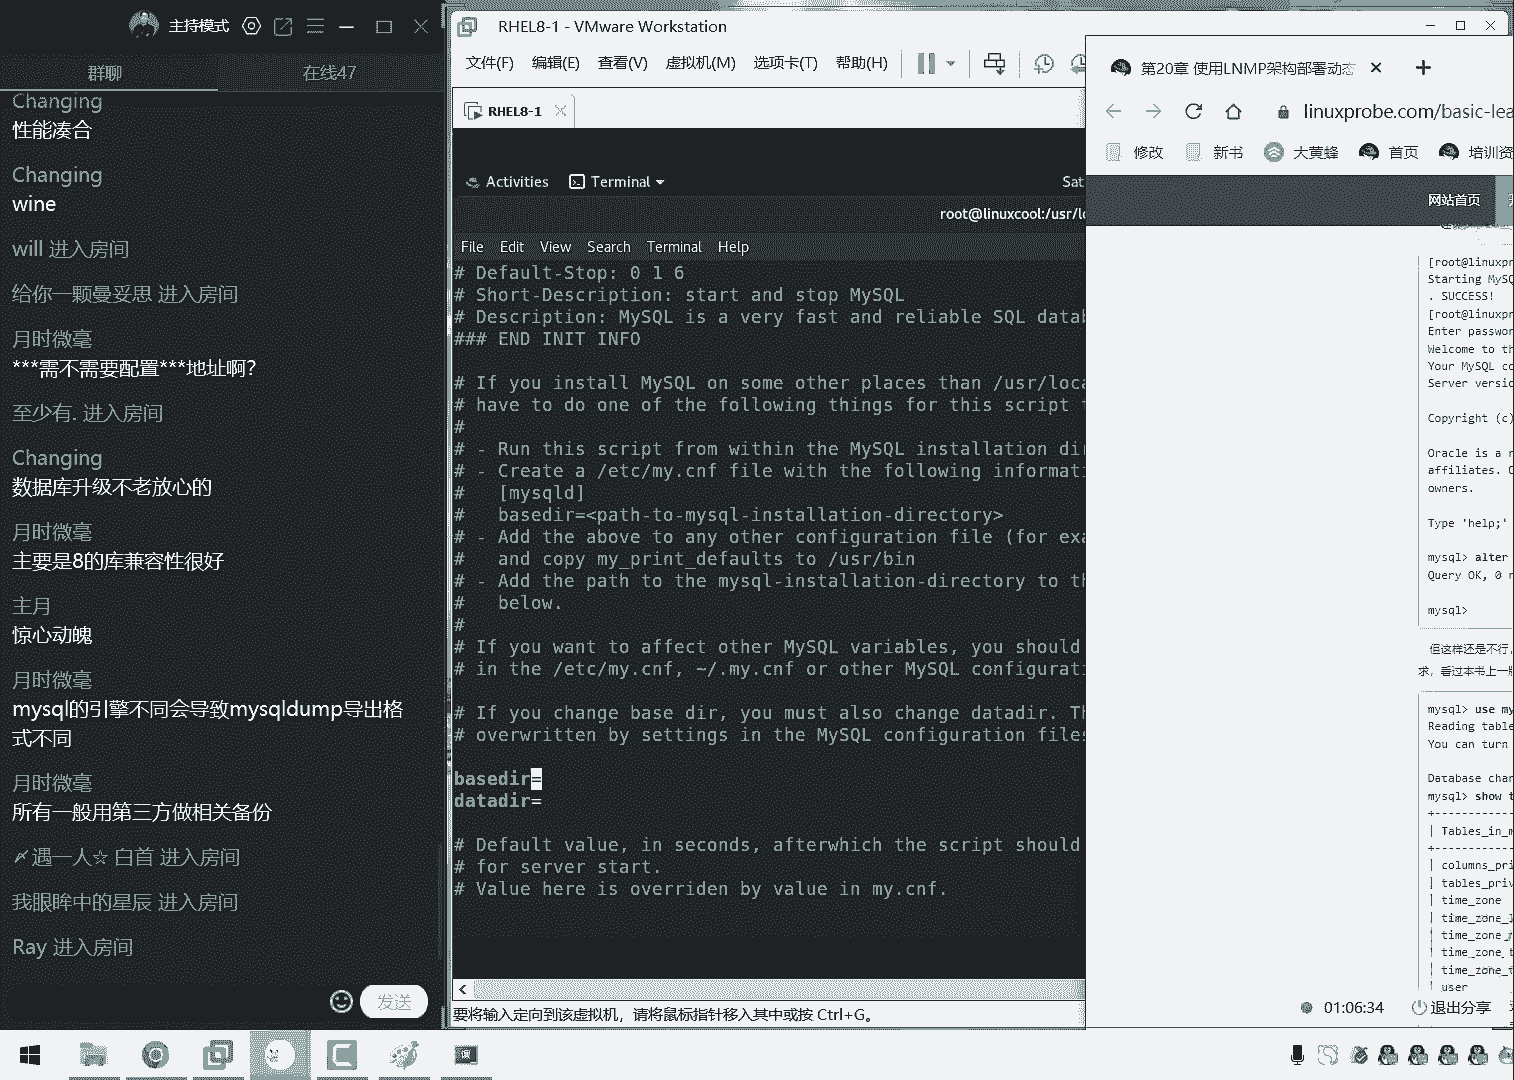 主持模式
群聊
在线47
Changing
性能凑合
Changing
wine
will 进入房间
给你一颗曼妥思 进入房间
月时微毫
***需不需要配置***地址啊?
至少有. 进入房间
Changing
数据库升级不老放心的
月时微毫
主要是8的库兼容性很好
主月
惊心动魄
月时微毫
mysql的引擎不同会导致mysqldump导出格
式不同
月时微毫
所有一般用第三方做相关备份
〆遇一人☆ 白首 进入房间
我眼眸中的星辰 进入房间
Ray 进入房间
发送
RHEL8-1 - VMware Workstation
文件(F) 编辑(E) 查看(V) 虚拟机(M) 选项卡(T) 帮助(H)
RHEL8-1
Activities Terminal Sat
root@linuxcool:/usr/lo
File Edit View Search Terminal Help
# Default-Stop: 0 1 6
# Short-Description: start and stop MySQL
# Description: MySQL is a very fast and reliable SQL datab
### END INIT INFO
# If you install MySQL on some other places than /usr/loca
# have to do one of the following things for this script t
#
# - Run this script from within the MySQL installation dir
# - Create a /etc/my.cnf file with the following informati
#   [mysqld]
#   basedir=<path-to-mysql-installation-directory>
# - Add the above to any other configuration file (for exa
#   and copy my_print_defaults to /usr/bin
# - Add the path to the mysql-installation-directory to th
#   below.
#
# If you want to affect other MySQL variables, you should
# in the /etc/my.cnf, ~/.my.cnf or other MySQL configurati
# If you change base dir, you must also change datadir. Th
# overwritten by settings in the MySQL configuration files
basedir=
datadir=
# Default value, in seconds, afterwhich the script should
# for server start.
# Value here is overriden by value in my.cnf.
要将输入定向到该虚拟机，请将鼠标指针移入其中或按 Ctrl+G。
第20章 使用LNMP架构部署动态
linuxprobe.com/basic-lea
修改 新书 大黄蜂 首页 培训资
网站首页
[root@linuxpr
Starting MySQ
. SUCCESS!
[root@linuxpr
Enter passwor
Welcome to th
Your MySQL co
Server versio
Copyright (c)
Oracle is a r
affiliates. O
owners.
Type 'help;'
mysql> alter
Query OK, 0 r
mysql>
但这样还是不行，
求，看过本书上一版
mysql> use my
Reading table
You can turn
Database chan
mysql> show t
+-----------
| Tables_in_m
+-----------
| columns_pri
| tables_priv
| time_zone
| time_zone_l
| time_zone_n
| time_zone_t
| time_zone_t
| user
01:06:34 退出分享